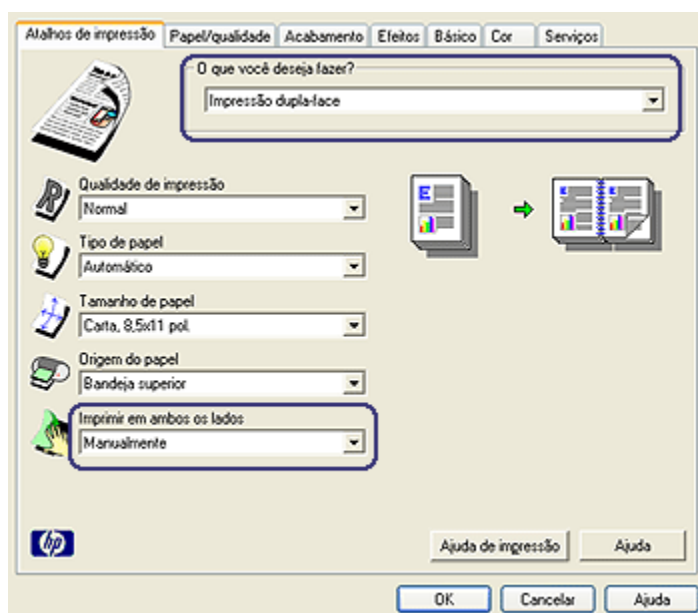 Atalhos de impressão Papel/qualidade Acabamento Efeitos Básico Cor Serviços
O que você deseja fazer?
Impressão dupla-face
Qualidade de impressão
Normal
Tipo de papel
Automático
Tamanho de papel
Carta, 8,5x11 pol.
Origem do papel
Bandeja superior
Imprimir em ambos os lados
Manualmente
hp
Ajuda de impressão Ajuda
OK Cancelar Ajuda